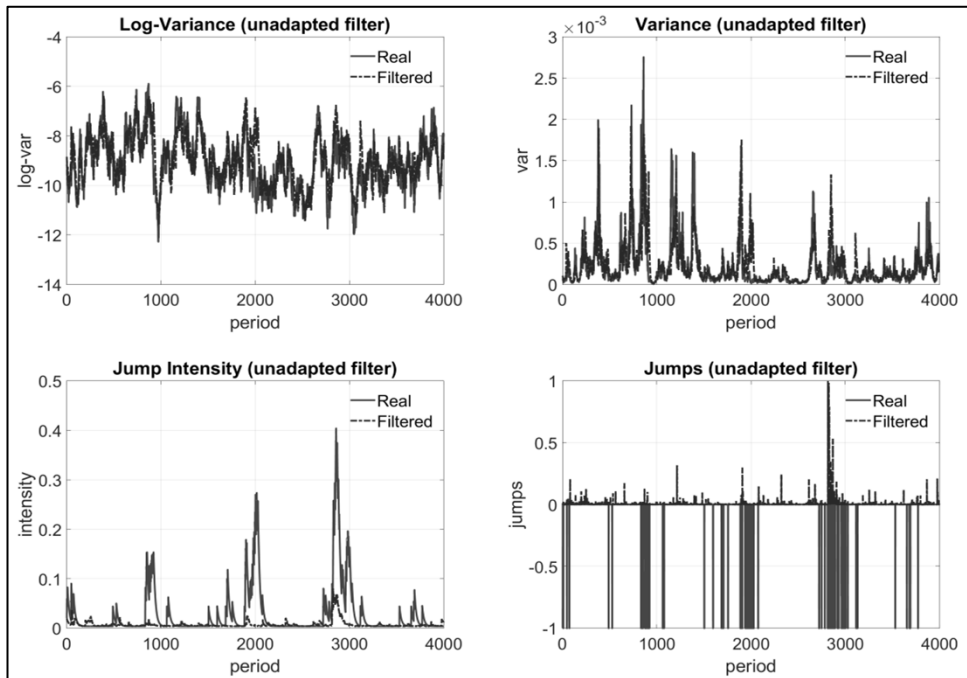 Log-Variance (unadapted filter)
-4
-6
-8
-10
-12
-14
log-var
0 1000 2000 3000 4000
period
Real
Filtered
Variance (unadapted filter)
×10⁻³
3
2.5
2
1.5
1
0.5
0
var
0 1000 2000 3000 4000
period
Real
Filtered
Jump Intensity (unadapted filter)
0.5
0.4
0.3
0.2
0.1
0
intensity
0 1000 2000 3000 4000
period
Real
Filtered
Jumps (unadapted filter)
1
0.5
0
-0.5
-1
jumps
0 1000 2000 3000 4000
period
Real
Filtered